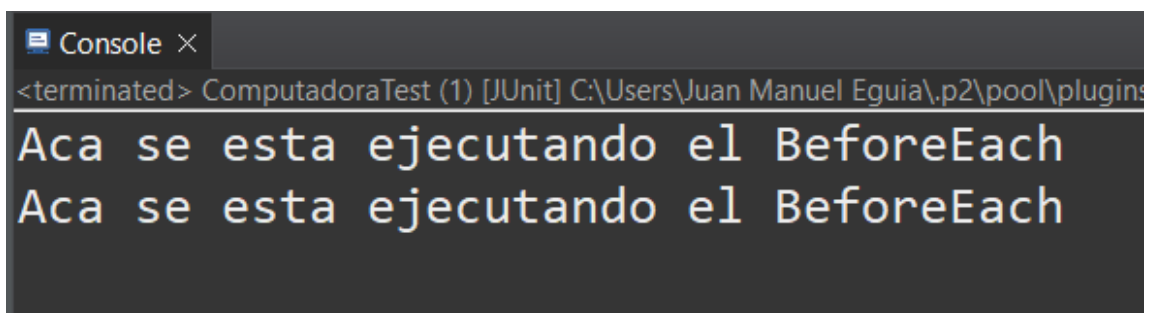 Console
<terminated> ComputadoraTest (1) [JUnit] C:\Users\Juan Manuel Eguia\.p2\pool\plugins
Aca se esta ejecutando el BeforeEach
Aca se esta ejecutando el BeforeEach